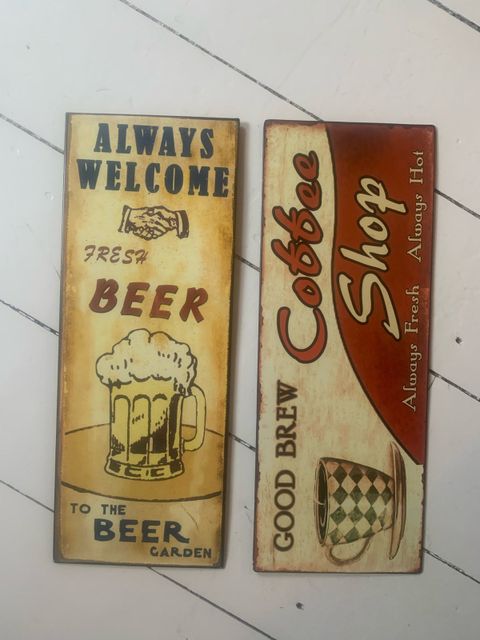 ALWAYS
WELCOME
FRESH
BEER
TO THE
BEER
GARDEN
Coffee
Shop
Always Fresh Always Hot
GOOD BREW